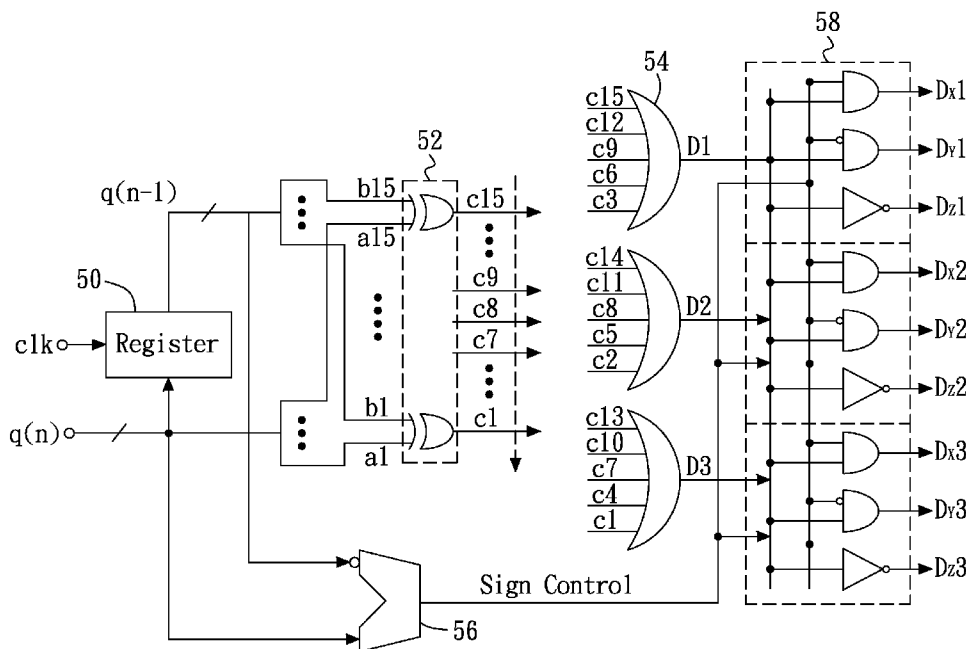 58
54
c15
c12
c9
c6
c3
D1
Dx1
DY1
Dz1
52
q(n-1)
b15
a15
c15
c9
c8
c7
b1
a1
c1
50
clk
Register
q(n)
c14
c11
c8
c5
c2
D2
Dx2
DY2
Dz2
c13
c10
c7
c4
c1
D3
Dx3
DY3
Dz3
Sign Control
56